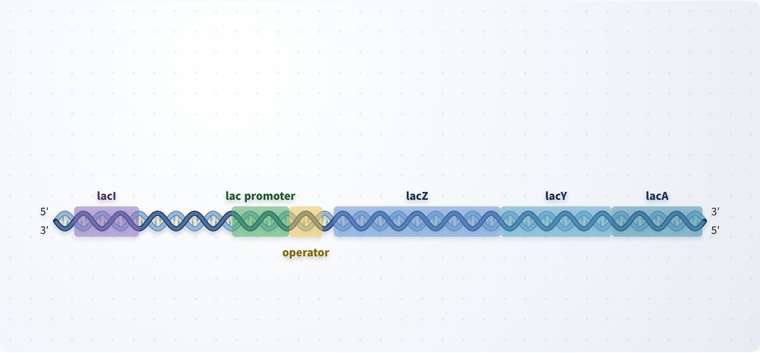 lacI
lac promoter
lacZ
lacY
lacA
5'
3'
3'
5'
operator